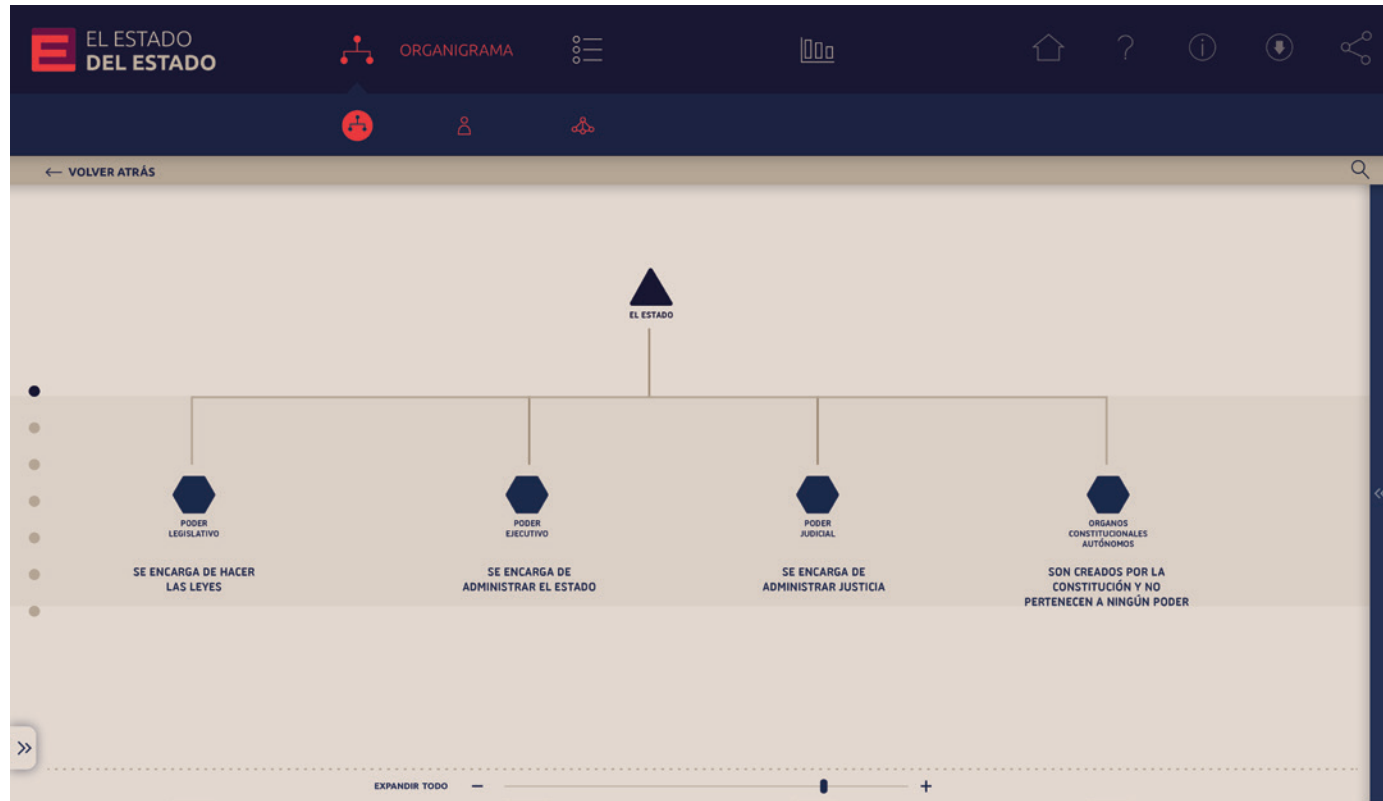 EL ESTADO
DEL ESTADO
ORGANIGRAMA
?
i
← VOLVER ATRÁS
EL ESTADO
PODER
LEGISLATIVO
SE ENCARGA DE HACER
LAS LEYES
PODER
EJECUTIVO
SE ENCARGA DE
ADMINISTRAR EL ESTADO
PODER
JUDICIAL
SE ENCARGA DE
ADMINISTRAR JUSTICIA
ORGANOS
CONSTITUCIONALES
AUTÓNOMOS
SON CREADOS POR LA
CONSTITUCIÓN Y NO
PERTENECEN A NINGÚN PODER
EXPANDIR TODO − +